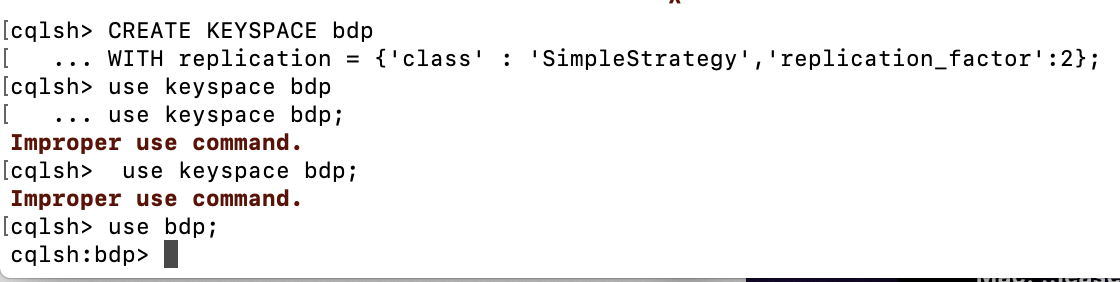 [cqlsh> CREATE KEYSPACE bdp
[   ... WITH replication = {'class' : 'SimpleStrategy','replication_factor':2};
[cqlsh> use keyspace bdp
[   ... use keyspace bdp;
Improper use command.
[cqlsh>  use keyspace bdp;
Improper use command.
[cqlsh> use bdp;
cqlsh:bdp>